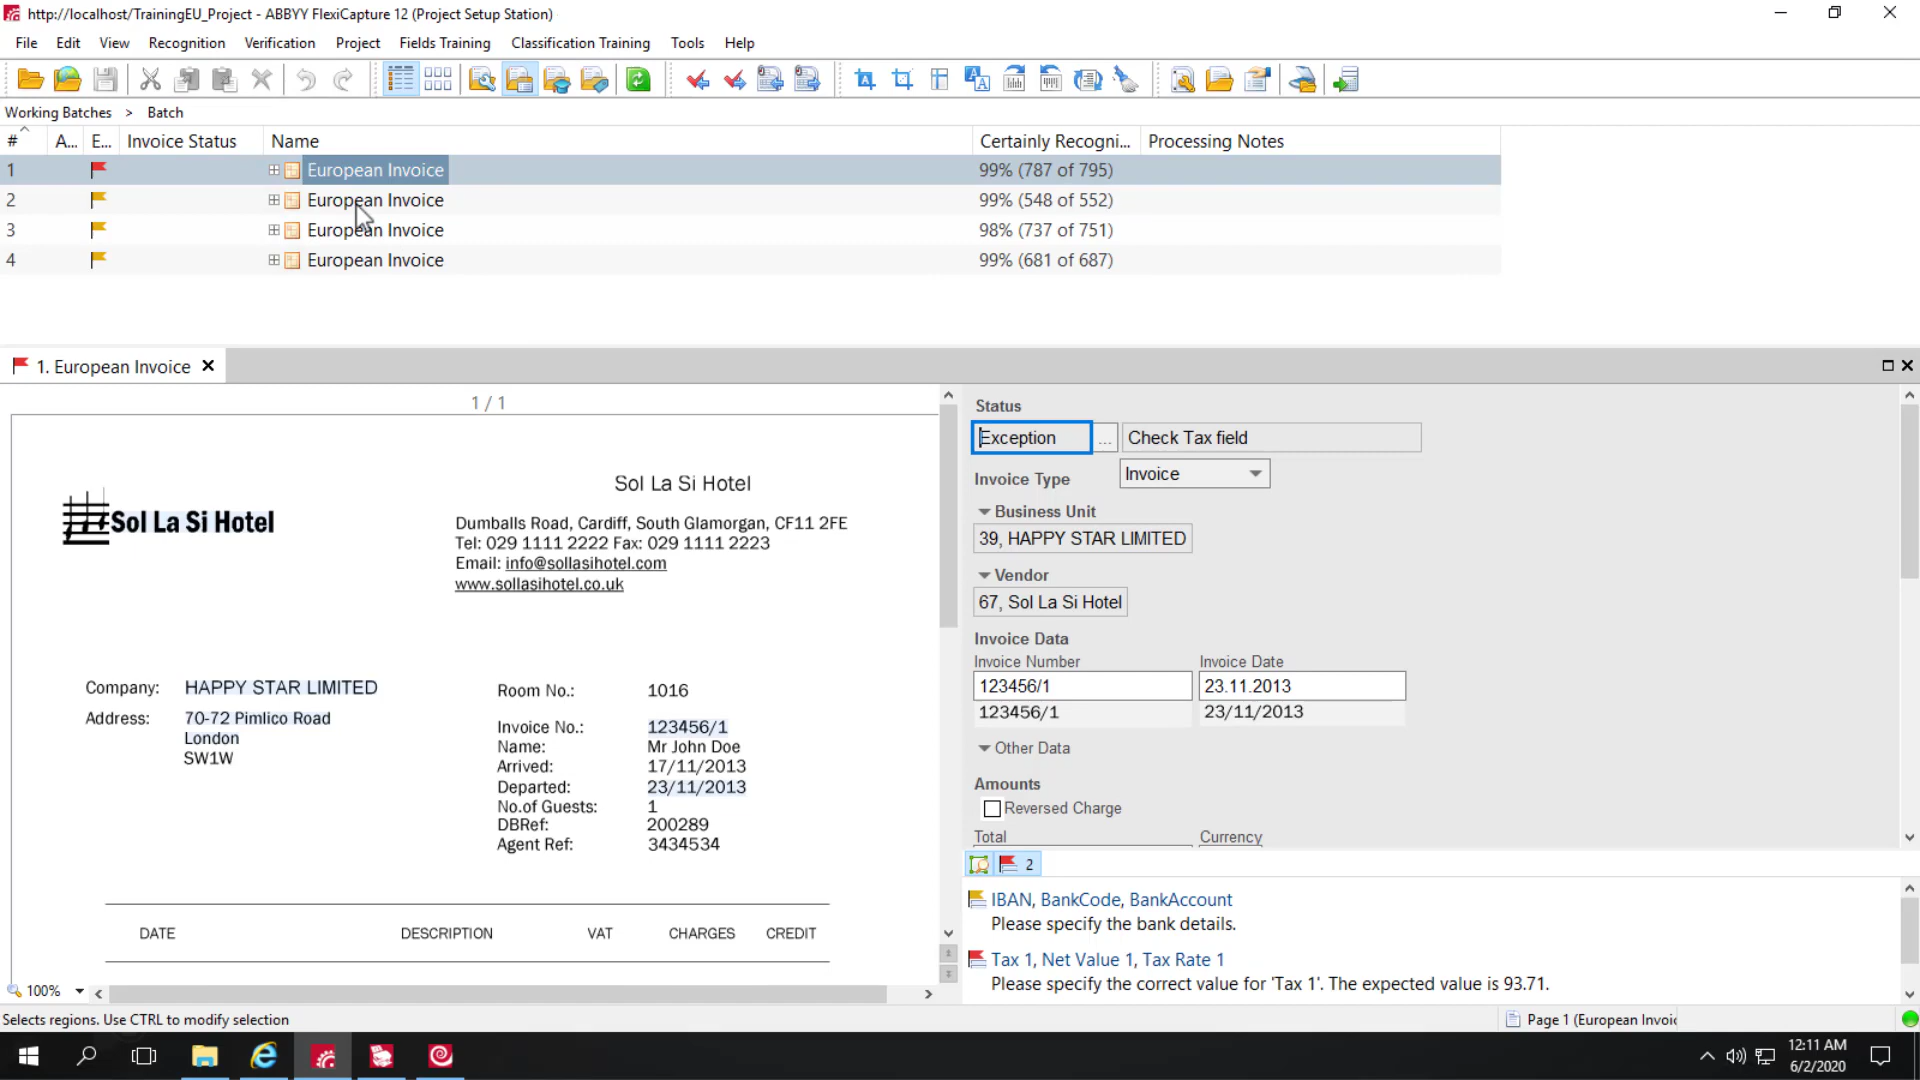 http://localhost/TrainingEU_Project - ABBYY FlexiCapture 12 (Project Setup Station)
File Edit View Recognition Verification Project Fields Training Classification Training Tools Help
Working Batches > Batch
# A... E... Invoice Status Name Certainly Recogni... Processing Notes
1 European Invoice 99% (787 of 795)
2 European Invoice 99% (548 of 552)
3 European Invoice 98% (737 of 751)
4 European Invoice 99% (681 of 687)
1. European Invoice
1 / 1
Sol La Si Hotel
Sol La Si Hotel
Dumballs Road, Cardiff, South Glamorgan, CF11 2FE
Tel: 029 1111 2222 Fax: 029 1111 2223
Email: info@sollasihotel.com
www.sollasihotel.co.uk
Company: HAPPY STAR LIMITED
Address: 70-72 Pimlico Road
London
SW1W
Room No.: 1016
Invoice No.: 123456/1
Name: Mr John Doe
Arrived: 17/11/2013
Departed: 23/11/2013
No.of Guests: 1
DBRef: 200289
Agent Ref: 3434534
DATE DESCRIPTION VAT CHARGES CREDIT
100%
Status
Exception ... Check Tax field
Invoice Type Invoice
Business Unit
39, HAPPY STAR LIMITED
Vendor
67, Sol La Si Hotel
Invoice Data
Invoice Number Invoice Date
123456/1 23.11.2013
123456/1 23/11/2013
Other Data
Amounts
Reversed Charge
Total Currency
2
IBAN, BankCode, BankAccount
Please specify the bank details.
Tax 1, Net Value 1, Tax Rate 1
Please specify the correct value for 'Tax 1'. The expected value is 93.71.
Selects regions. Use CTRL to modify selection
Page 1 (European Invoic
12:11 AM
6/2/2020